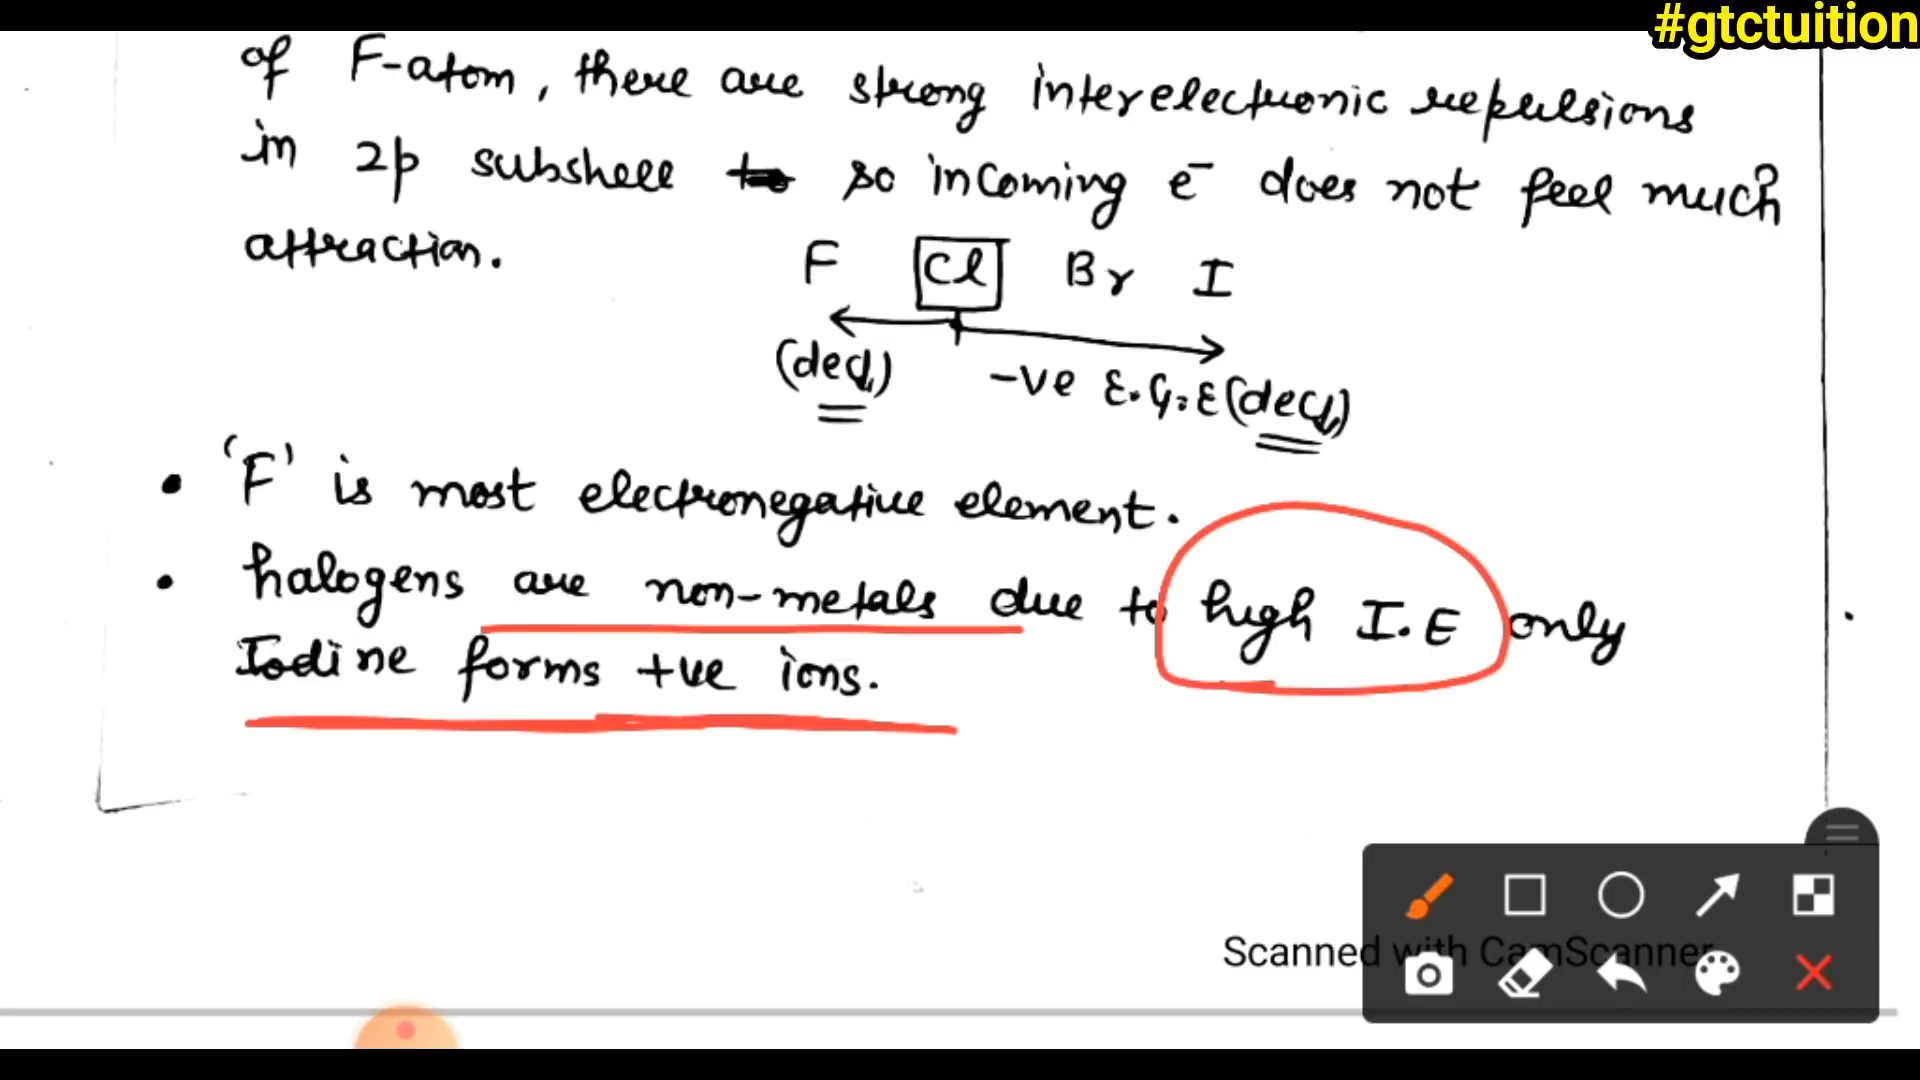 #gtctuition
of F-atom, there are strong interelectronic repulsions
in 2p subshell so incoming e⁻ does not feel much
attraction.
F Cl Br I
(dec) -ve E.G.E (dec)
• 'F' is most electronegative element.
• halogens are non-metals due to high I.E only
Iodine forms +ve ions.
Scanned with CamScanner